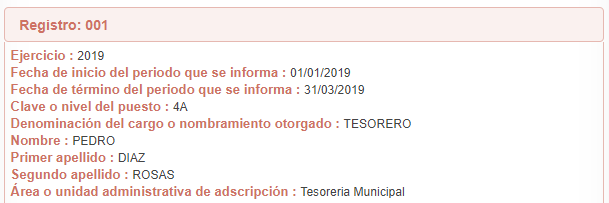 Registro: 001
Ejercicio : 2019
Fecha de inicio del periodo que se informa : 01/01/2019
Fecha de término del periodo que se informa : 31/03/2019
Clave o nivel del puesto : 4A
Denominación del cargo o nombramiento otorgado : TESORERO
Nombre : PEDRO
Primer apellido : DIAZ
Segundo apellido : ROSAS
Área o unidad administrativa de adscripción : Tesoreria Municipal